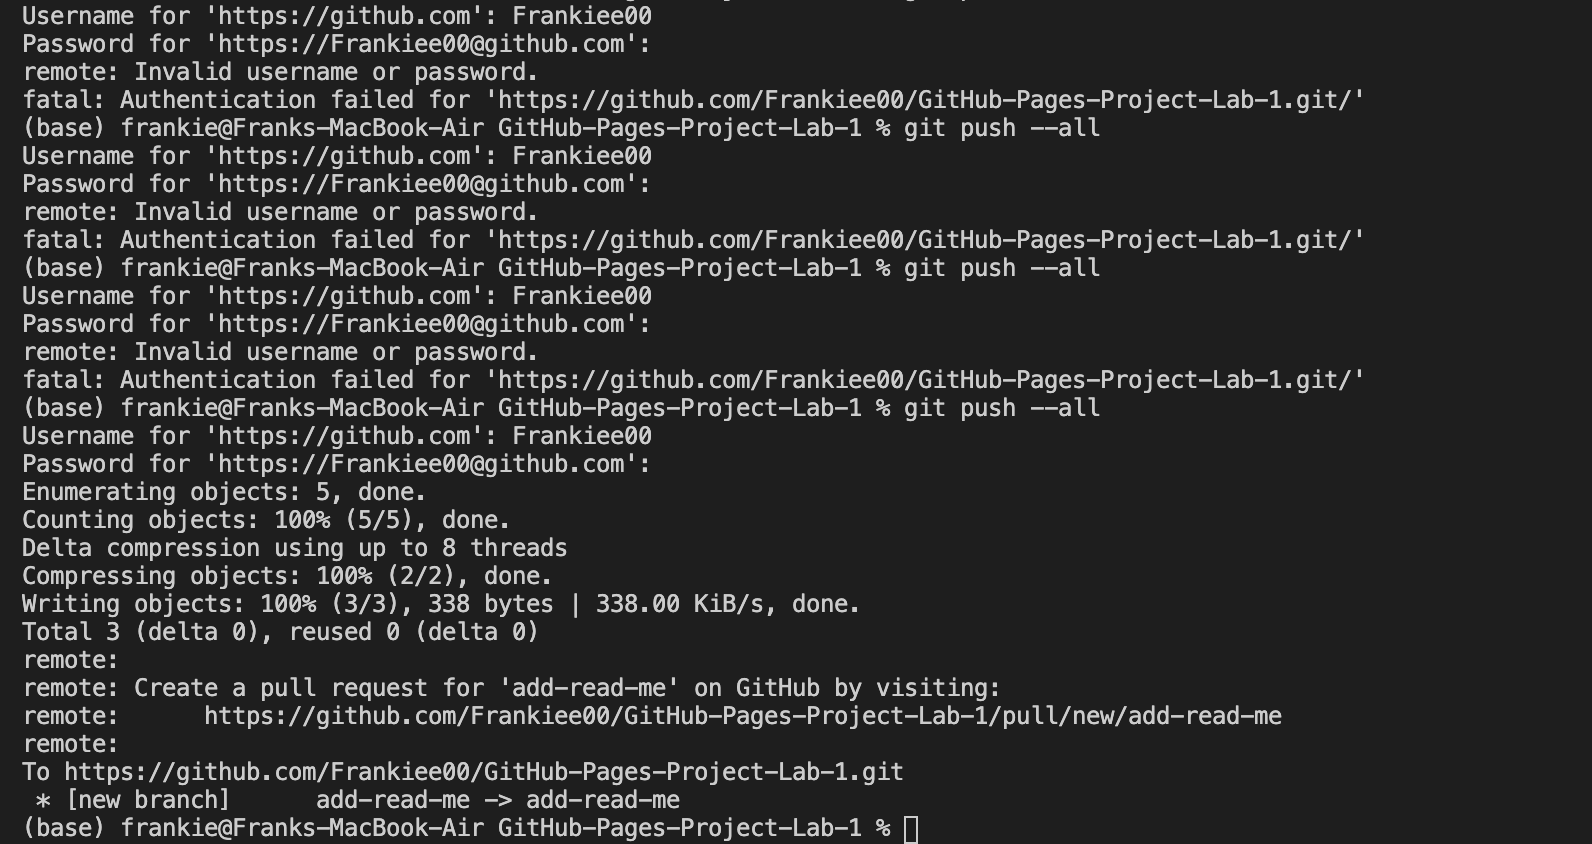 Username for 'https://github.com': Frankiee00
Password for 'https://Frankiee00@github.com':
remote: Invalid username or password.
fatal: Authentication failed for 'https://github.com/Frankiee00/GitHub-Pages-Project-Lab-1.git/'
(base) frankie@Franks-MacBook-Air GitHub-Pages-Project-Lab-1 % git push --all
Username for 'https://github.com': Frankiee00
Password for 'https://Frankiee00@github.com':
remote: Invalid username or password.
fatal: Authentication failed for 'https://github.com/Frankiee00/GitHub-Pages-Project-Lab-1.git/'
(base) frankie@Franks-MacBook-Air GitHub-Pages-Project-Lab-1 % git push --all
Username for 'https://github.com': Frankiee00
Password for 'https://Frankiee00@github.com':
remote: Invalid username or password.
fatal: Authentication failed for 'https://github.com/Frankiee00/GitHub-Pages-Project-Lab-1.git/'
(base) frankie@Franks-MacBook-Air GitHub-Pages-Project-Lab-1 % git push --all
Username for 'https://github.com': Frankiee00
Password for 'https://Frankiee00@github.com':
Enumerating objects: 5, done.
Counting objects: 100% (5/5), done.
Delta compression using up to 8 threads
Compressing objects: 100% (2/2), done.
Writing objects: 100% (3/3), 338 bytes | 338.00 KiB/s, done.
Total 3 (delta 0), reused 0 (delta 0)
remote:
remote: Create a pull request for 'add-read-me' on GitHub by visiting:
remote:      https://github.com/Frankiee00/GitHub-Pages-Project-Lab-1/pull/new/add-read-me
remote:
To https://github.com/Frankiee00/GitHub-Pages-Project-Lab-1.git
 * [new branch]      add-read-me -> add-read-me
(base) frankie@Franks-MacBook-Air GitHub-Pages-Project-Lab-1 %